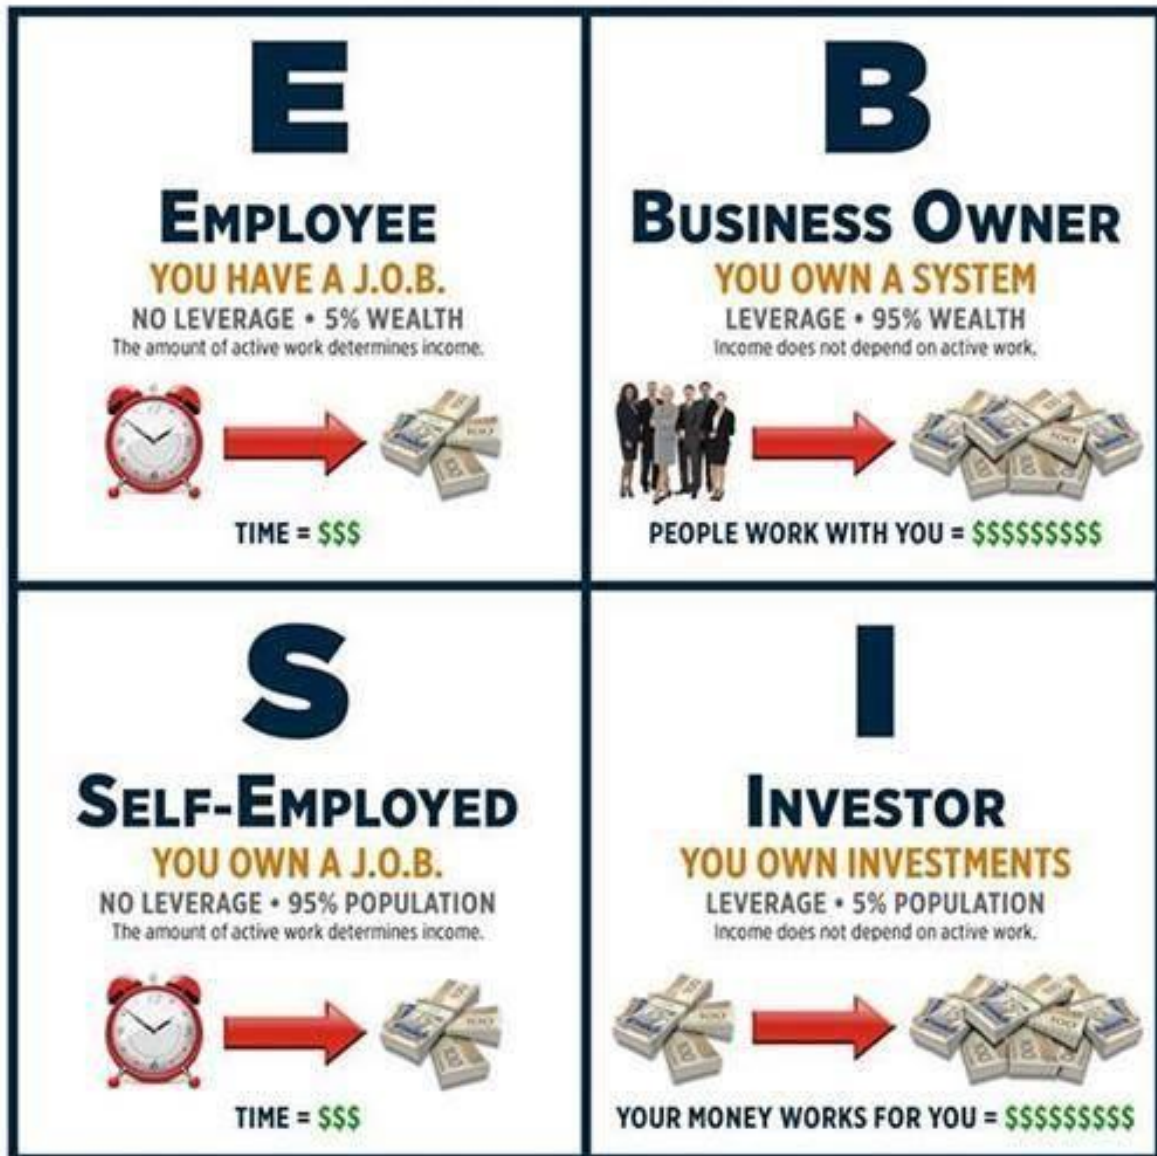 E
EMPLOYEE
YOU HAVE A J.O.B.
NO LEVERAGE • 5% WEALTH
The amount of active work determines income.
TIME = $$$
B
BUSINESS OWNER
YOU OWN A SYSTEM
LEVERAGE • 95% WEALTH
Income does not depend on active work.
PEOPLE WORK WITH YOU = $$$$$$$$$
S
SELF-EMPLOYED
YOU OWN A J.O.B.
NO LEVERAGE • 95% POPULATION
The amount of active work determines income.
TIME = $$$
I
INVESTOR
YOU OWN INVESTMENTS
LEVERAGE • 5% POPULATION
Income does not depend on active work.
YOUR MONEY WORKS FOR YOU = $$$$$$$$$